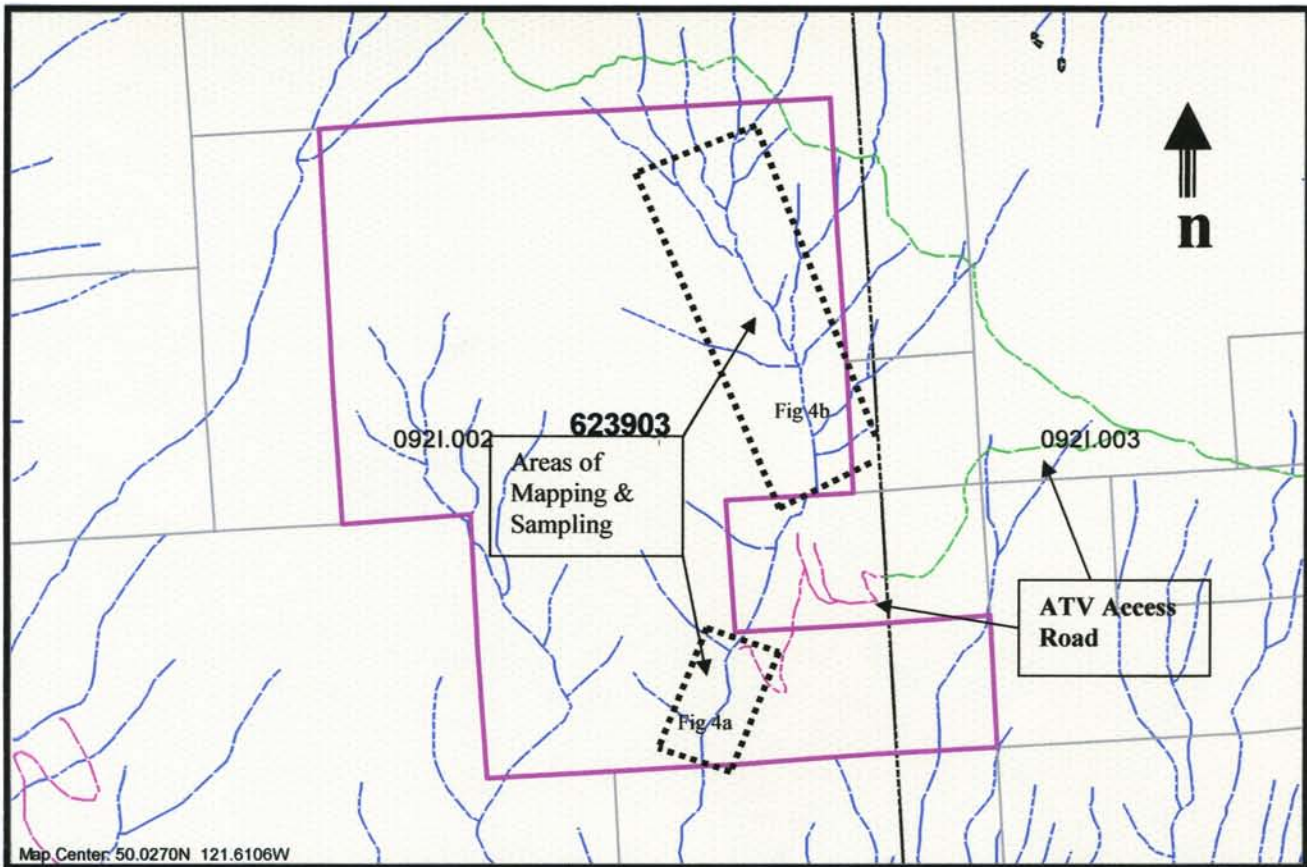 n
Fig 4b
623903
092I.002
092I.003
Areas of
Mapping &
Sampling
ATV Access
Road
Fig 4a
Map Center: 50.0270N 121.6106W